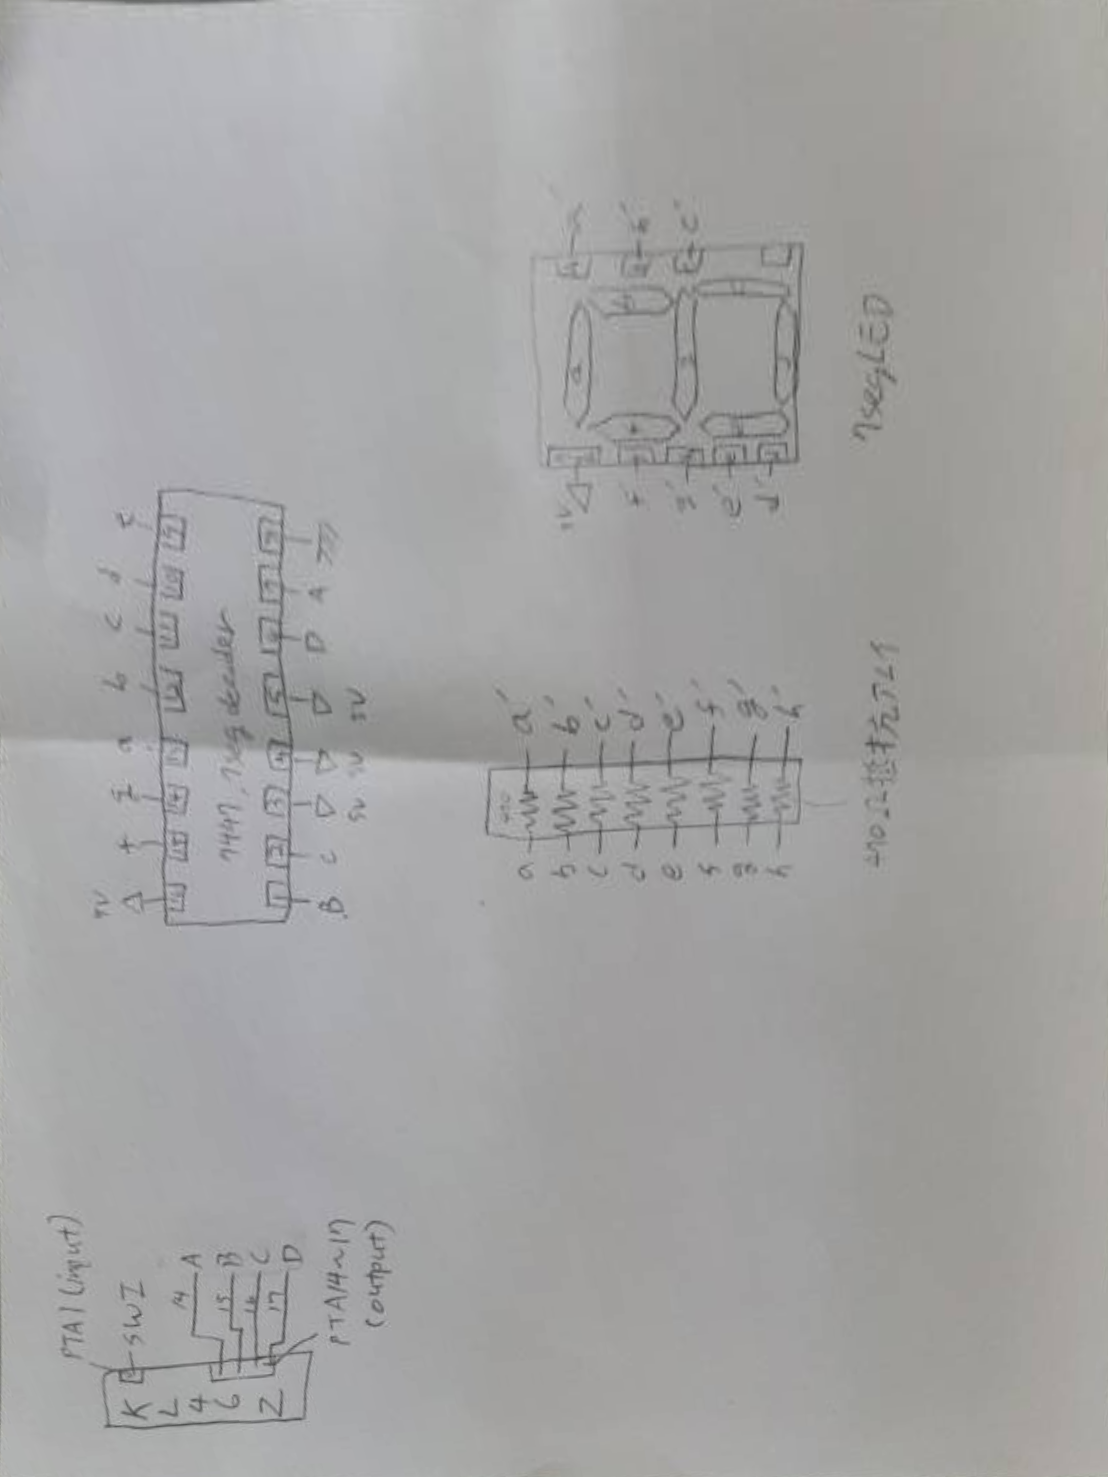 PTA1 (input)
SW1
K
L
4
6
Z
14 A
15 B
16 C
17 D
PTA14~17
(output)
5V
f g a b c d e
16 15 14 13 12 11 10 9
7447, 7seg decoder
1 2 3 4 5 6 7 8
B C D A
5V 5V 5V
a a'
b b'
c c'
d d'
e e'
f f'
g g'
h h'
470
470Ω抵抗アレイ
5V
f'
g'
e'
d'
a'
b'
c'
a
7segLED